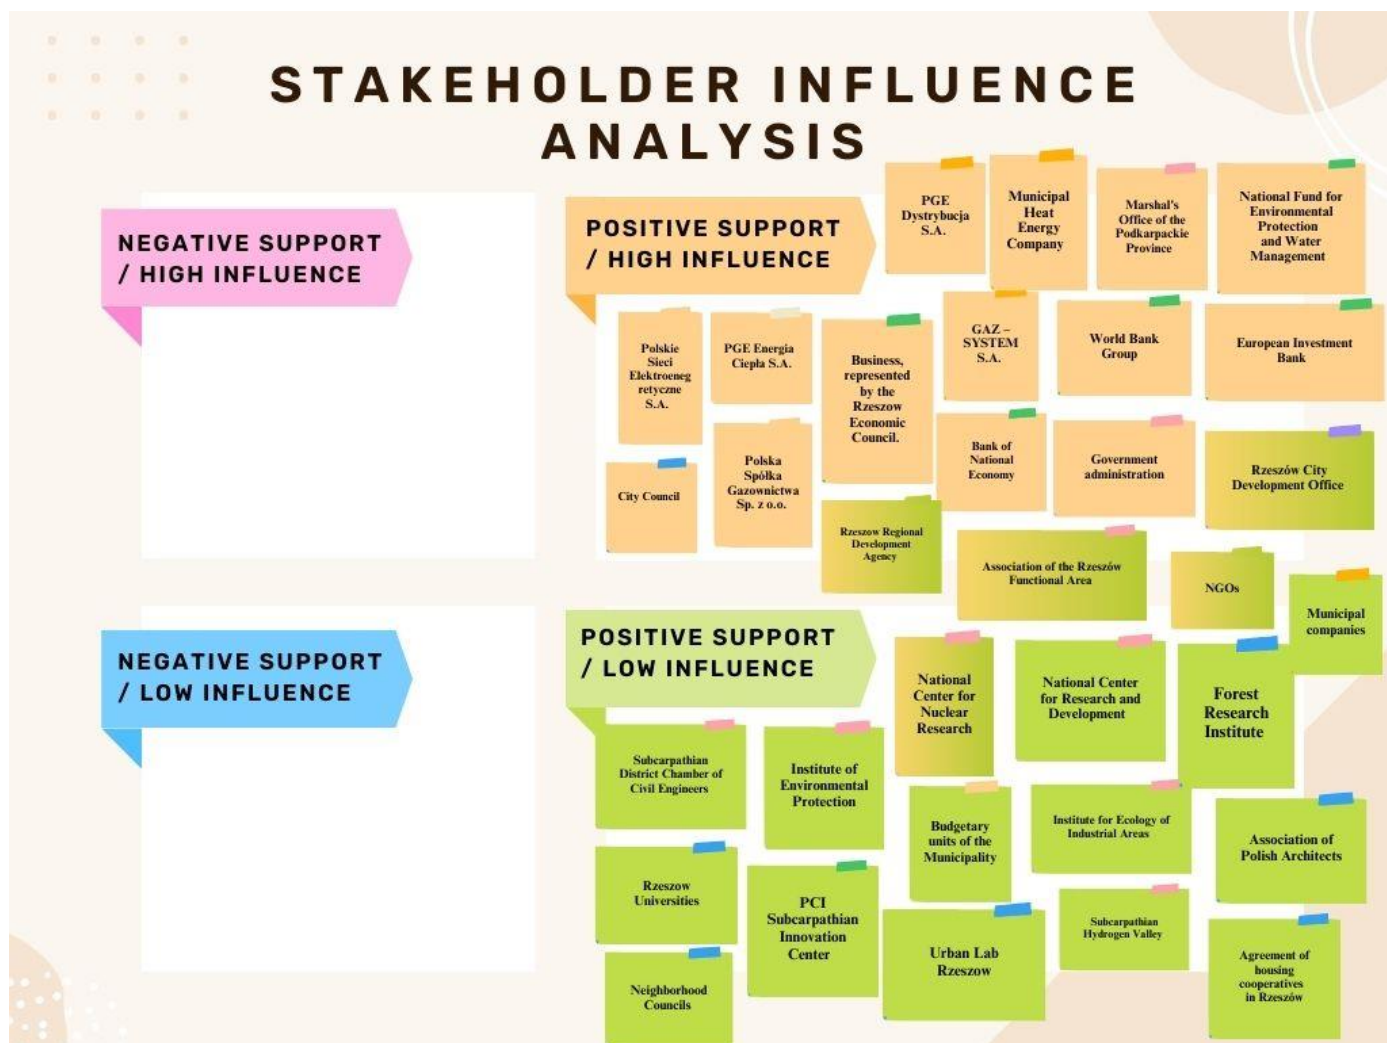 STAKEHOLDER INFLUENCE
ANALYSIS
NEGATIVE SUPPORT
/ HIGH INFLUENCE
POSITIVE SUPPORT
/ HIGH INFLUENCE
PGE
Dystrybucja
S.A.
Municipal
Heat
Energy
Company
Marshal's
Office of the
Podkarpackie
Province
National Fund for
Environmental
Protection
and Water
Management
Polskie
Sieci
Elektroeneg
retyczne
S.A.
PGE Energia
Ciepła S.A.
Business,
represented
by the
Rzeszow
Economic
Council.
GAZ –
SYSTEM
S.A.
World Bank
Group
European Investment
Bank
City Council
Polska
Spółka
Gazownictwa
Sp. z o.o.
Bank of
National
Economy
Government
administration
Rzeszów City
Development Office
Rzeszow Regional
Development
Agency
Association of the Rzeszów
Functional Area
NGOs
Municipal
companies
NEGATIVE SUPPORT
/ LOW INFLUENCE
POSITIVE SUPPORT
/ LOW INFLUENCE
National
Center for
Nuclear
Research
National Center
for Research and
Development
Forest
Research
Institute
Subcarpathian
District Chamber of
Civil Engineers
Institute of
Environmental
Protection
Budgetary
units of the
Municipality
Institute for Ecology of
Industrial Areas
Association of
Polish Architects
Rzeszow
Universities
PCI
Subcarpathian
Innovation
Center
Urban Lab
Rzeszow
Subcarpathian
Hydrogen Valley
Agreement of
housing
cooperatives
in Rzeszów
Neighborhood
Councils